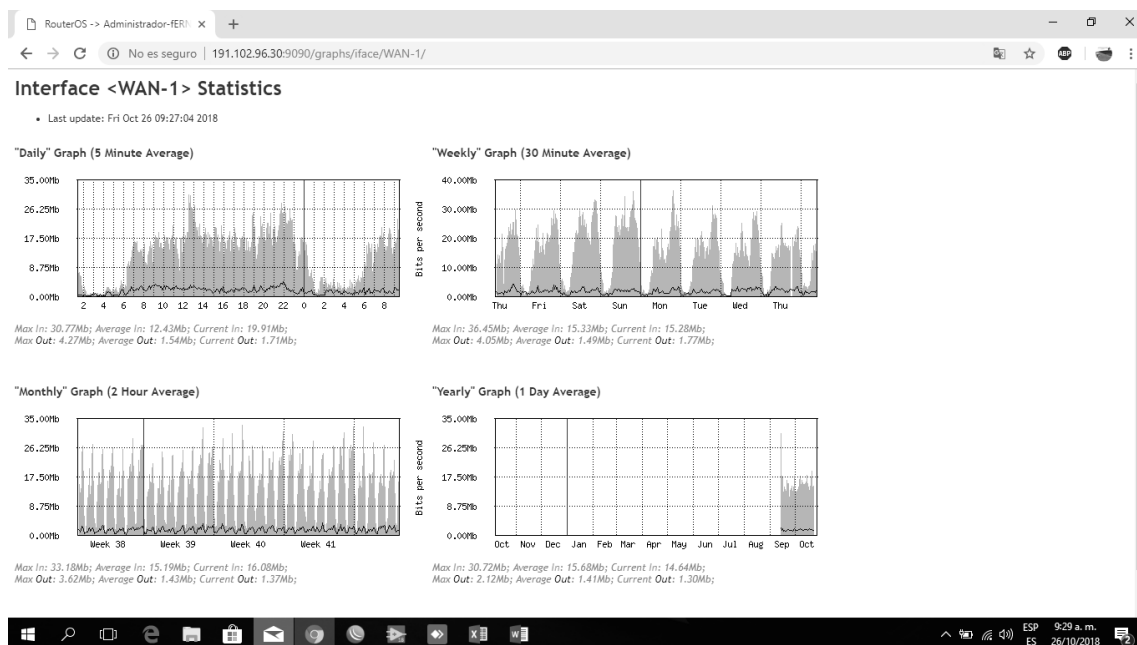 RouterOS -> Administrador-fERN
No es seguro | 191.102.96.30:9090/graphs/iface/WAN-1/
ABP
Interface <WAN-1> Statistics
• Last update: Fri Oct 26 09:27:04 2018
"Daily" Graph (5 Minute Average)
35.00Mb
26.25Mb
17.50Mb
8.75Mb
0.00Mb
2 4 6 8 10 12 14 16 18 20 22 0 2 4 6 8
Max In: 30.77Mb; Average In: 12.43Mb; Current In: 19.91Mb;
Max Out: 4.27Mb; Average Out: 1.54Mb; Current Out: 1.71Mb;
"Weekly" Graph (30 Minute Average)
Bits per second
40.00Mb
30.00Mb
20.00Mb
10.00Mb
0.00Mb
Thu Fri Sat Sun Mon Tue Wed Thu
Max In: 36.45Mb; Average In: 15.33Mb; Current In: 15.28Mb;
Max Out: 4.05Mb; Average Out: 1.49Mb; Current Out: 1.77Mb;
"Monthly" Graph (2 Hour Average)
35.00Mb
26.25Mb
17.50Mb
8.75Mb
0.00Mb
Week 38 Week 39 Week 40 Week 41
Max In: 33.18Mb; Average In: 15.19Mb; Current In: 16.08Mb;
Max Out: 3.62Mb; Average Out: 1.43Mb; Current Out: 1.37Mb;
"Yearly" Graph (1 Day Average)
Bits per second
35.00Mb
26.25Mb
17.50Mb
8.75Mb
0.00Mb
Oct Nov Dec Jan Feb Mar Apr May Jun Jul Aug Sep Oct
Max In: 30.72Mb; Average In: 15.68Mb; Current In: 14.64Mb;
Max Out: 2.12Mb; Average Out: 1.41Mb; Current Out: 1.30Mb;
ESP
ES
9:29 a. m.
26/10/2018
2